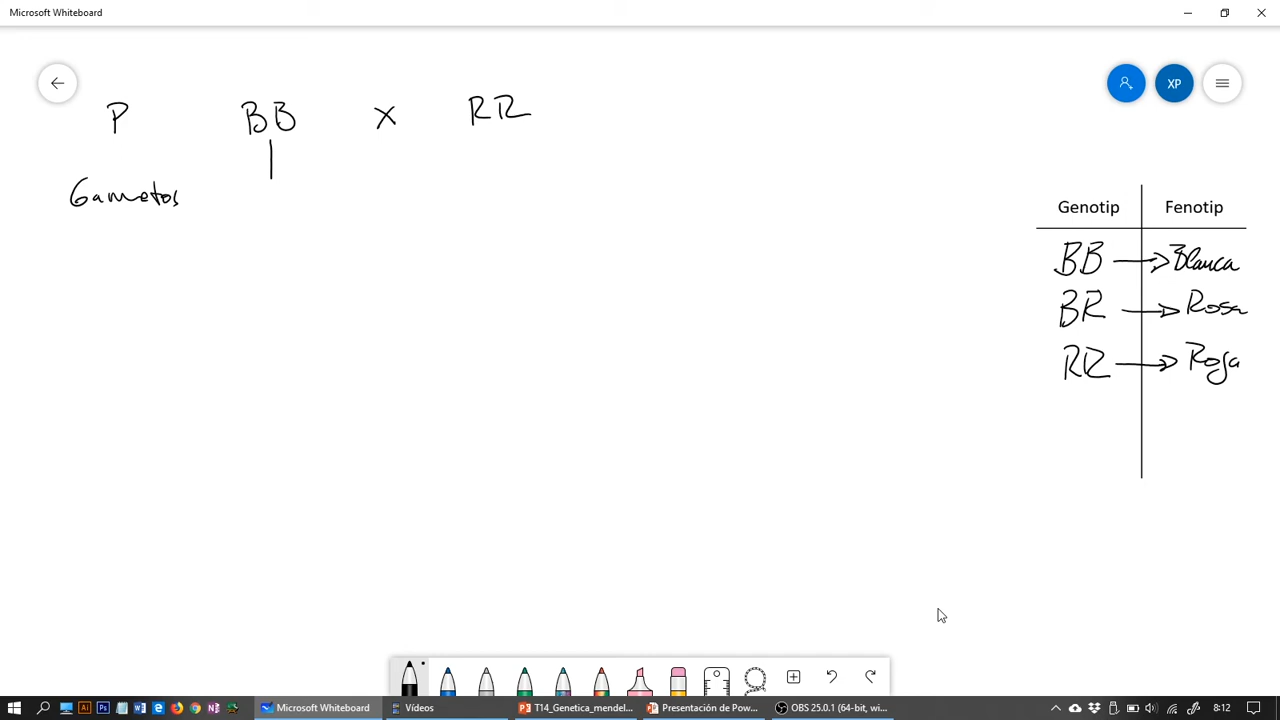 Microsoft Whiteboard
XP
P BB x RR
Gametos
Genotip Fenotip
BB → Blanca
BR → Rosa
RR → Roja
Microsoft Whiteboard
Vídeos
T14_Genetica_mendel...
Presentación de Pow...
OBS 25.0.1 (64-bit, wi...
8:12